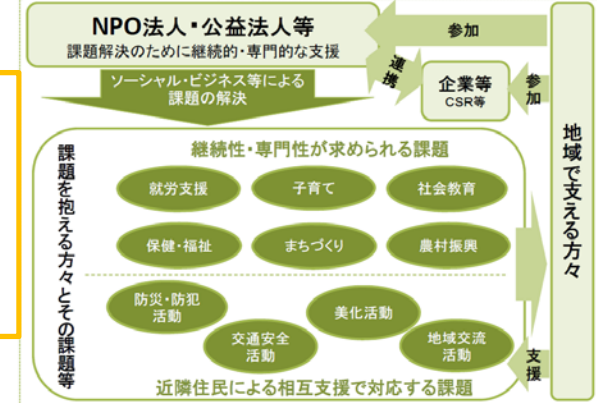 NPO法人・公益法人等
課題解決のために継続的・専門的な支援
参加
連携
企業等
CSR等
参加
ソーシャル・ビジネス等による
課題の解決
地域で支える方々
課題を抱える方々とその課題等
継続性・専門性が求められる課題
就労支援
子育て
社会教育
保健・福祉
まちづくり
農村振興
防災・防犯
活動
交通安全
活動
美化活動
地域交流
活動
支援
近隣住民による相互支援で対応する課題